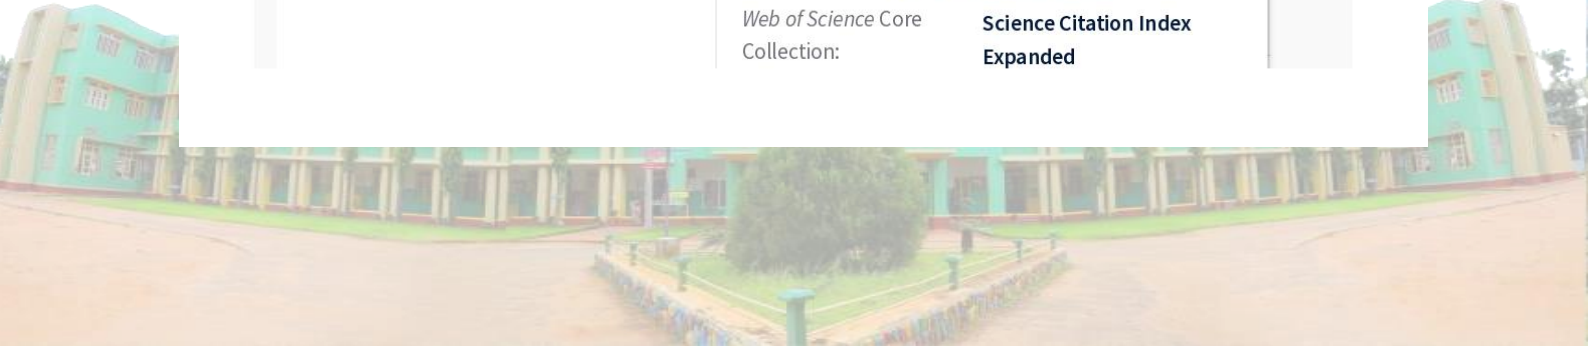 Web of Science Core
Collection:
Science Citation Index
Expanded